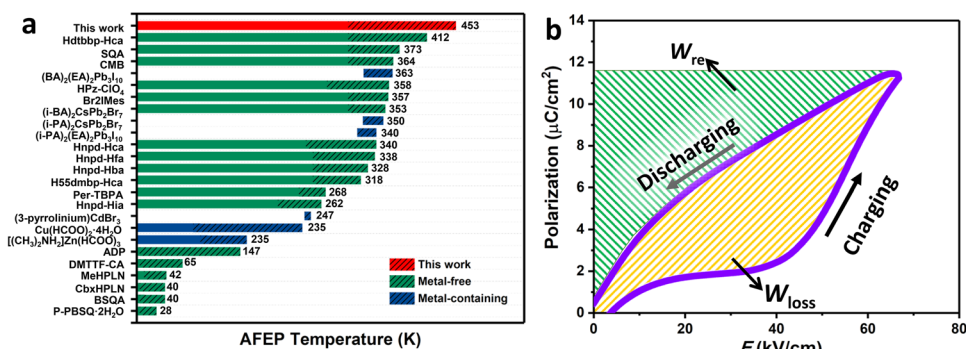 a
This work 453
Hdtbbp-Hca 412
SQA 373
CMB 364
(BA)₂(EA)₂Pb₃I₁₀ 363
HPz-ClO₄ 358
Br2IMes 357
(i-BA)₂CsPb₂Br₇ 353
(i-PA)₂CsPb₂Br₇ 350
(i-PA)₂(EA)₂Pb₃I₁₀ 340
Hnpd-Hca 340
Hnpd-Hfa 338
Hnpd-Hba 328
H55dmbp-Hca 318
Per-TBPA 268
Hnpd-Hia 262
(3-pyrrolinium)CdBr₃ 247
Cu(HCOO)₂·4H₂O 235
[(CH₃)₂NH₂]Zn(HCOO)₃ 235
ADP 147
DMTTF-CA 65
MeHPLN 42
CbxHPLN 40
BSQA 40
P-PBSQ·2H₂O 28
This work
Metal-free
Metal-containing
AFEP Temperature (K)
b
Polarization (μC/cm²)
14
12
10
8
6
4
2
0
W_re
Discharging
Charging
W_loss
0 20 40 60 80
E (kV/cm)